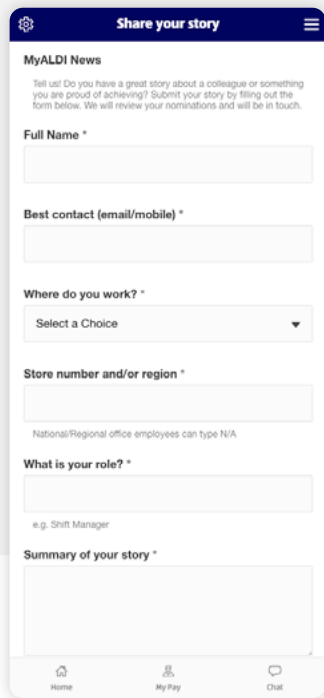 Share your story
MyALDI News
Tell us! Do you have a great story about a colleague or something
you are proud of achieving? Submit your story by filling out the
form below. We will review your nominations and will be in touch.
Full Name *
Best contact (email/mobile) *
Where do you work? *
Select a Choice
Store number and/or region *
National/Regional office employees can type N/A
What is your role? *
e.g. Shift Manager
Summary of your story *
Home My Pay Chat